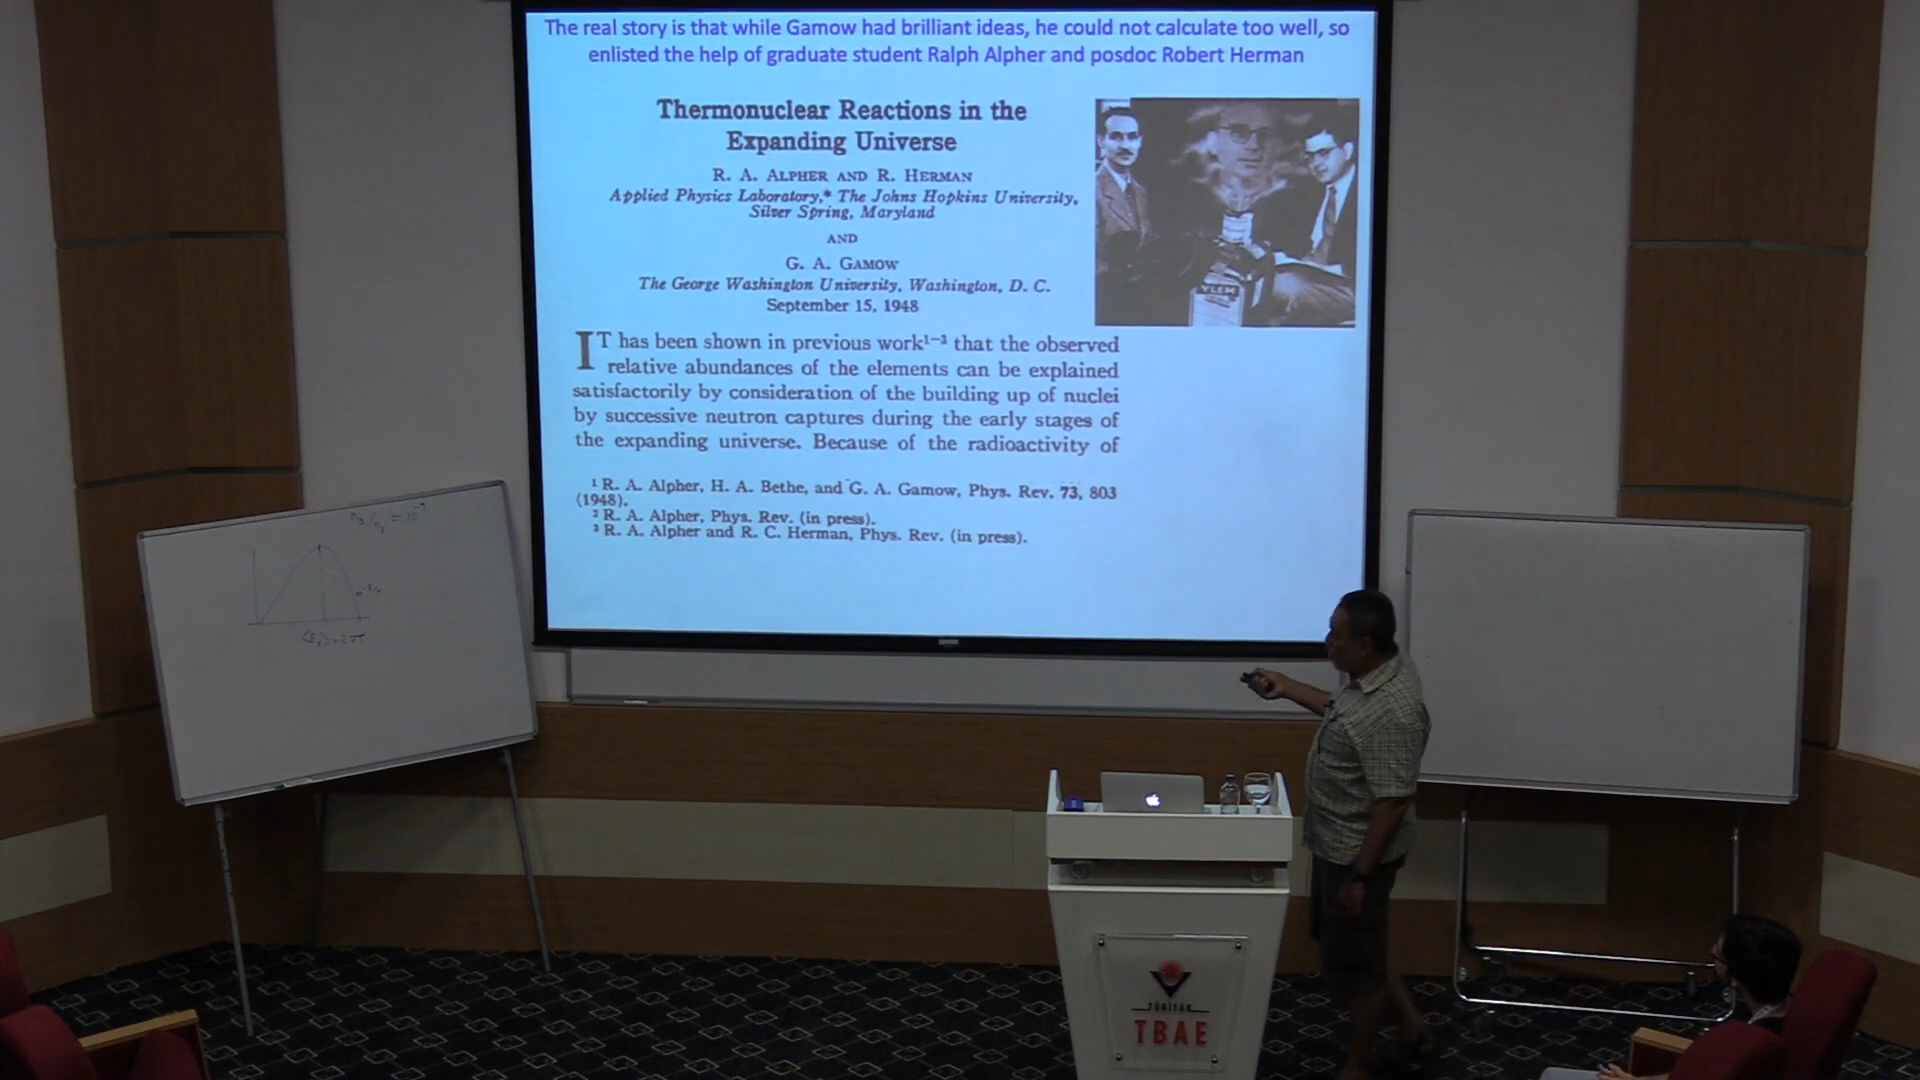 The real story is that while Gamow had brilliant ideas, he could not calculate too well, so
enlisted the help of graduate student Ralph Alpher and posdoc Robert Herman
Thermonuclear Reactions in the
Expanding Universe
R. A. ALPHER AND R. HERMAN
Applied Physics Laboratory,* The Johns Hopkins University,
Silver Spring, Maryland
AND
G. A. GAMOW
The George Washington University, Washington, D. C.
September 15, 1948
IT has been shown in previous work¹⁻³ that the observed
relative abundances of the elements can be explained
satisfactorily by consideration of the building up of nuclei
by successive neutron captures during the early stages of
the expanding universe. Because of the radioactivity of
¹ R. A. Alpher, H. A. Bethe, and G. A. Gamow, Phys. Rev. 73, 803
(1948).
² R. A. Alpher, Phys. Rev. (in press).
³ R. A. Alpher and R. C. Herman, Phys. Rev. (in press).
YLEM
TÜBİTAK
TBAE